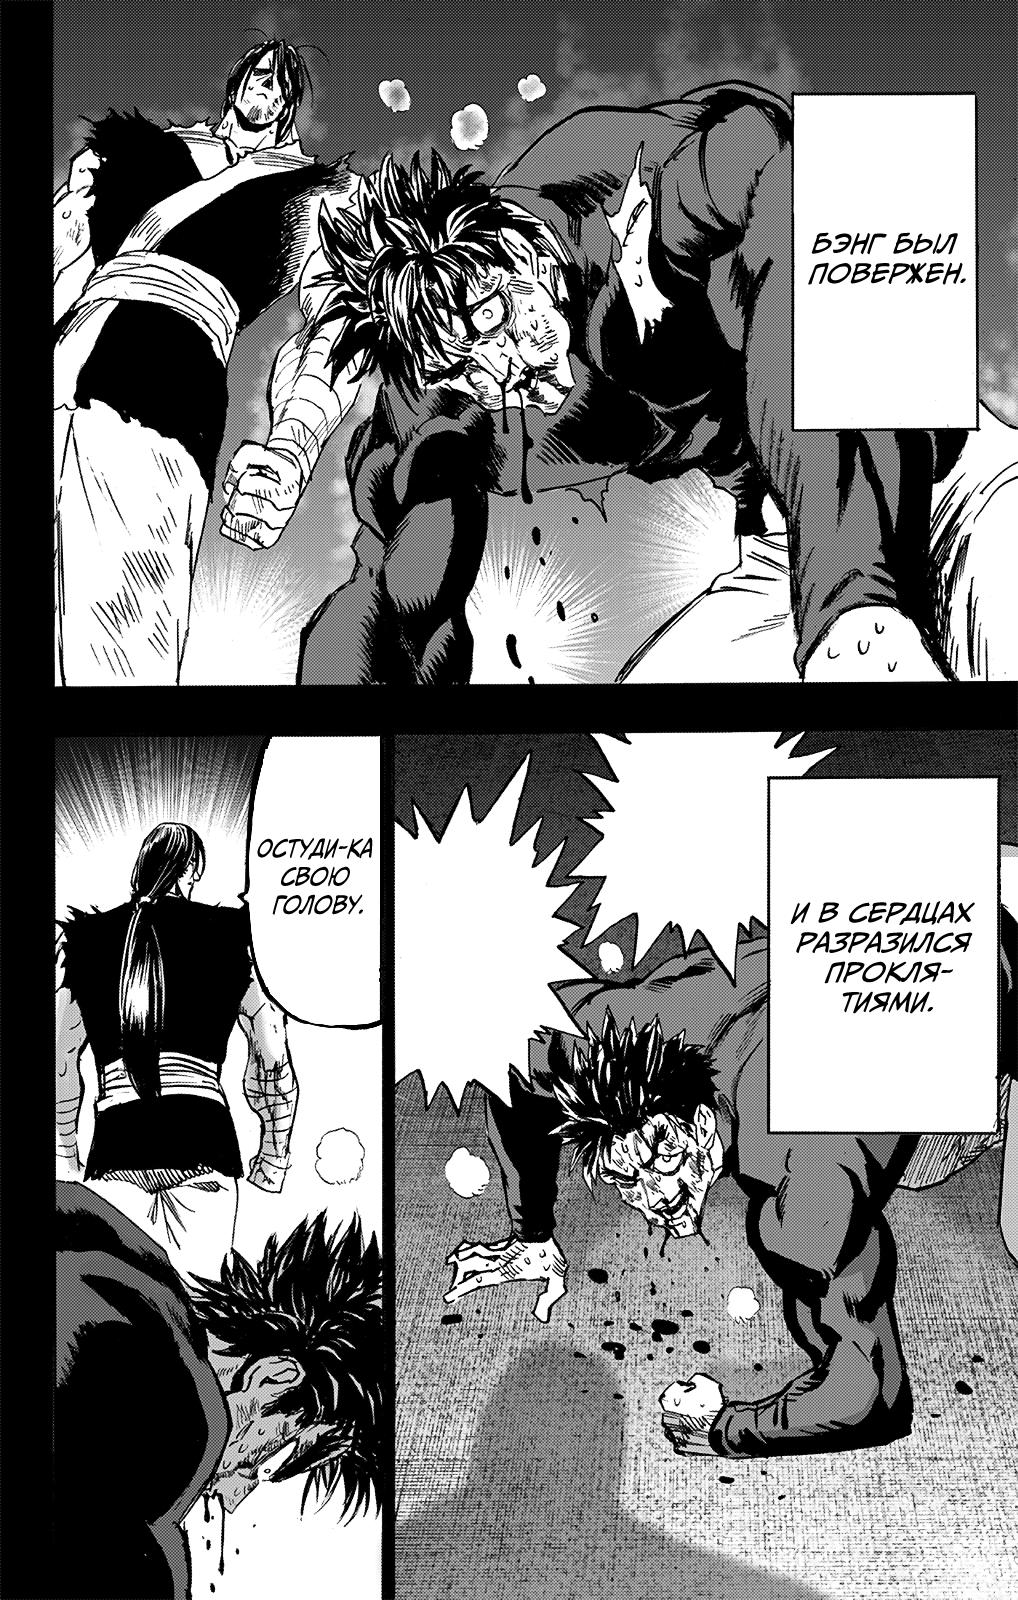 БЭНГ БЫЛ
ПОВЕРЖЕН.
И В СЕРДЦАХ
РАЗРАЗИЛСЯ
ПРОКЛЯ-
ТИЯМИ.
ОСТУДИ-КА
СВОЮ
ГОЛОВУ.